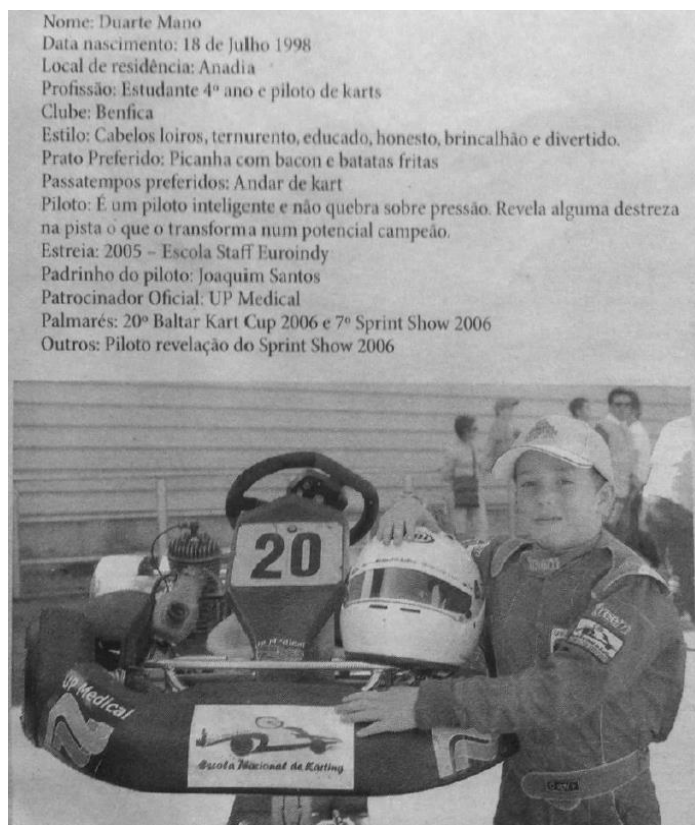 Nome: Duarte Mano
Data nascimento: 18 de Julho 1998
Local de residência: Anadia
Profissão: Estudante 4º ano e piloto de karts
Clube: Benfica
Estilo: Cabelos loiros, ternurento, educado, honesto, brincalhão e divertido.
Prato Preferido: Picanha com bacon e batatas fritas
Passatempos preferidos: Andar de kart
Piloto: É um piloto inteligente e não quebra sobre pressão. Revela alguma destreza
na pista o que o transforma num potencial campeão.
Estreia: 2005 – Escola Staff Euroindy
Padrinho do piloto: Joaquim Santos
Patrocinador Oficial: UP Medical
Palmarés: 20º Baltar Kart Cup 2006 e 7º Sprint Show 2006
Outros: Piloto revelação do Sprint Show 2006
20
UP Medical
Escola Nacional de Karting